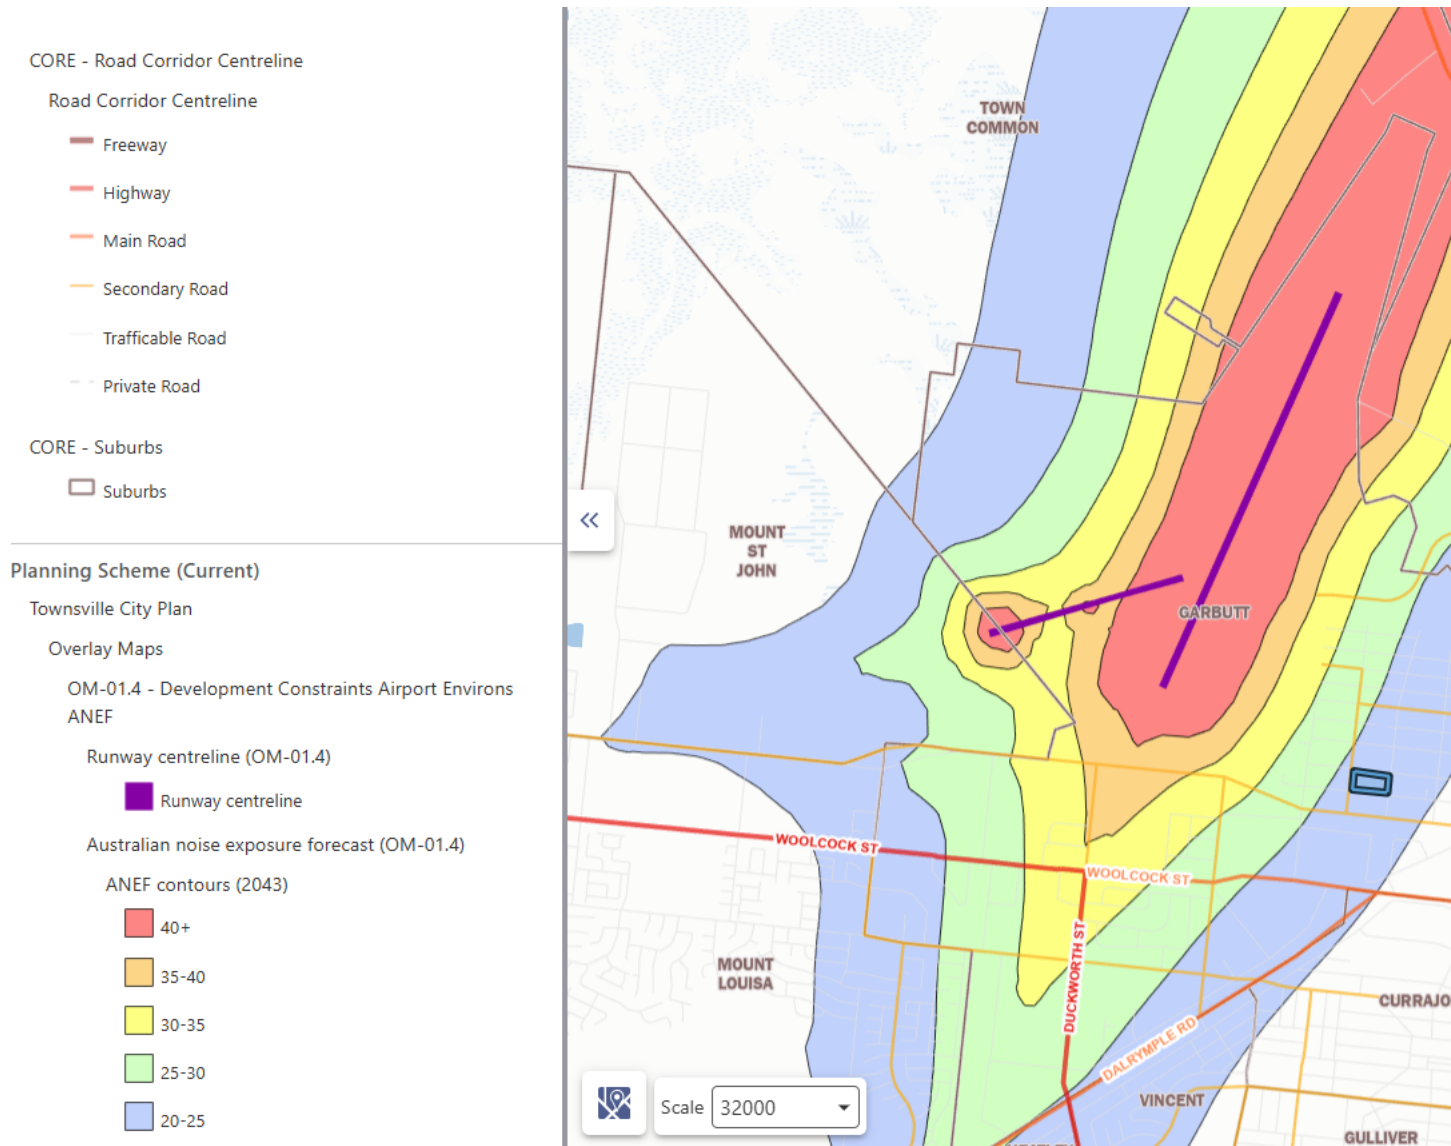 CORE - Road Corridor Centreline
Road Corridor Centreline
Freeway
Highway
Main Road
Secondary Road
Trafficable Road
Private Road
CORE - Suburbs
Suburbs
Planning Scheme (Current)
Townsville City Plan
Overlay Maps
OM-01.4 - Development Constraints Airport Environs
ANEF
Runway centreline (OM-01.4)
Runway centreline
Australian noise exposure forecast (OM-01.4)
ANEF contours (2043)
40+
35-40
30-35
25-30
20-25
TOWN
COMMON
MOUNT
ST
JOHN
GARBUTT
WOOLCOCK ST
WOOLCOCK ST
DUCKWORTH ST
MOUNT
LOUISA
CURRAJO
DALRYMPLE RD
VINCENT
GULLIVER
Scale
32000